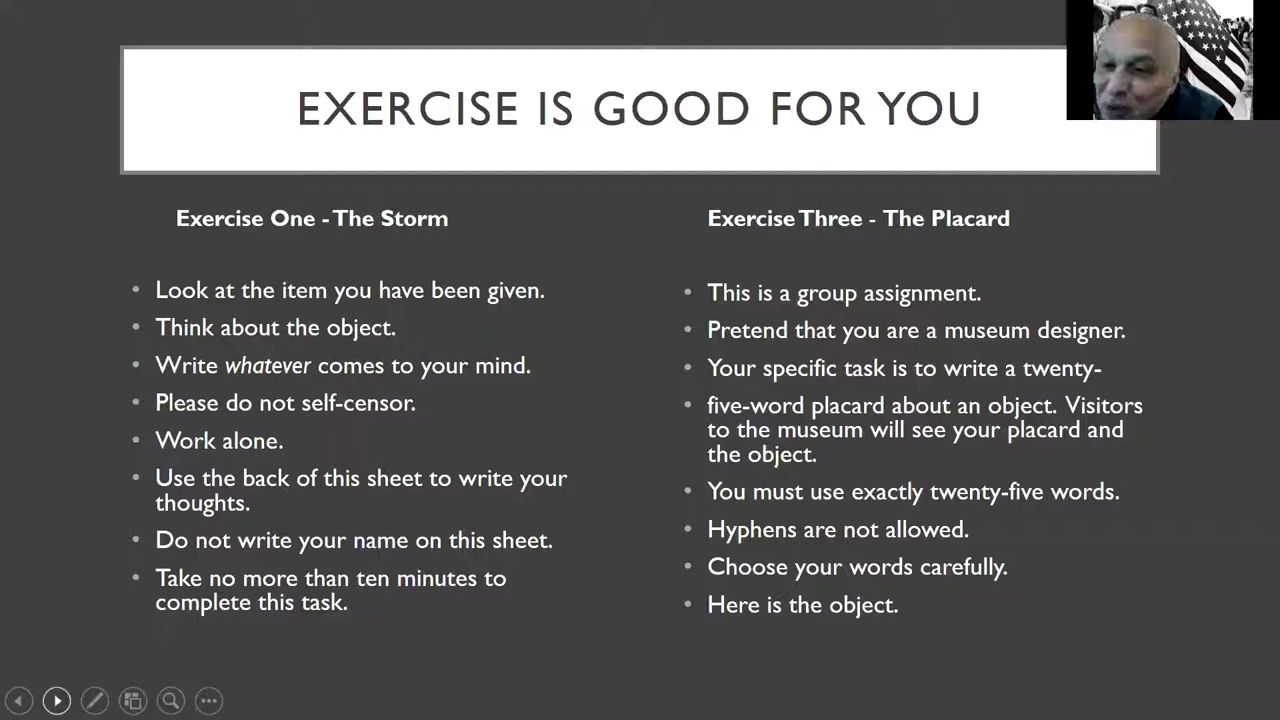 EXERCISE IS GOOD FOR YOU
Exercise One - The Storm
Look at the item you have been given.
Think about the object.
Write whatever comes to your mind.
Please do not self-censor.
Work alone.
Use the back of this sheet to write your
thoughts.
Do not write your name on this sheet.
Take no more than ten minutes to
complete this task.
Exercise Three - The Placard
This is a group assignment.
Pretend that you are a museum designer.
Your specific task is to write a twenty-
five-word placard about an object. Visitors
to the museum will see your placard and
the object.
You must use exactly twenty-five words.
Hyphens are not allowed.
Choose your words carefully.
Here is the object.